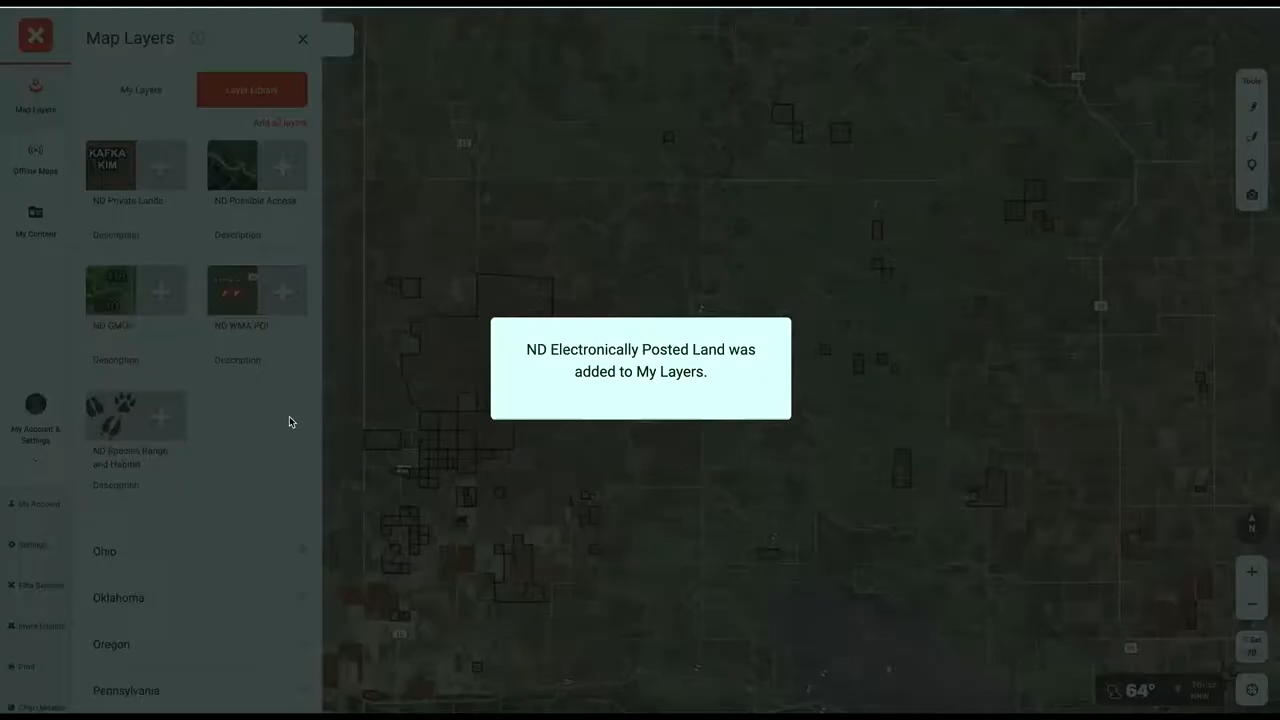 Map Layers
My Layers
Layer Library
Add all layers
Map Layers
Offline Maps
My Content
My Account &
Settings
My Account
Settings
Print
KAFKA
KIM
ND Private Lands
Description
ND Possible Access
Description
ND GMUs
Description
ND WMA POI
Description
ND Species Range
and Habitat
Description
Ohio
Oklahoma
Oregon
Pennsylvania
ND Electronically Posted Land was
added to My Layers.
Tools
N
+
−
64°